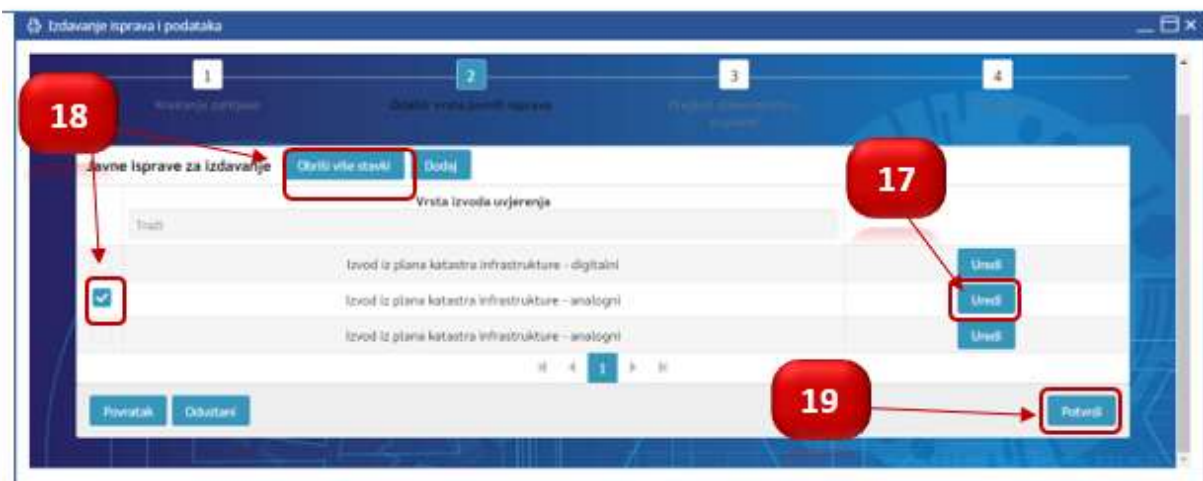 Izdavanje isprava i podataka
1 2 3 4
18
Javne isprave za izdavanje Obriši više stavki Dodaj
17
Vrsta izvoda uvjerenja
Traži
Izvod iz plana katastra infrastrukture - digitalni Uredi
Izvod iz plana katastra infrastrukture - analogni Uredi
Izvod iz plana katastra infrastrukture - analogni Uredi
1
19
Povratak Odustani Potvrdi